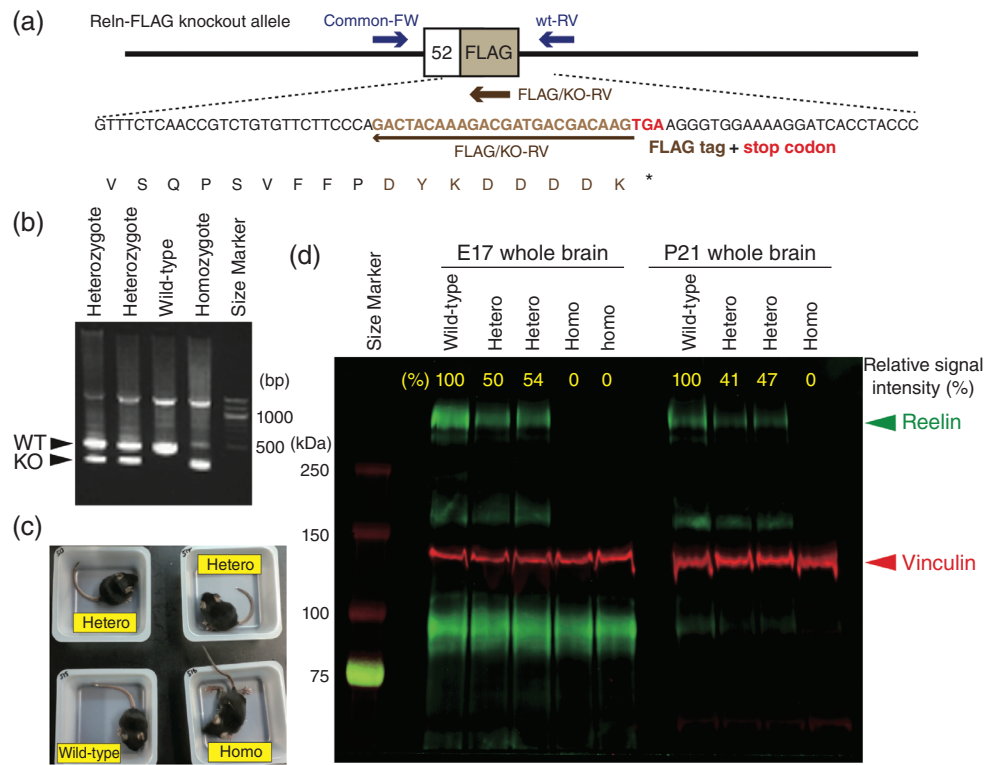 (a)
Reln-FLAG knockout allele
Common-FW
wt-RV
52
FLAG
FLAG/KO-RV
GTTTCTCAACCGTCTGTGTTCTTCCCAGACTACAAAGACGATGACGACAAGTGAAGGGTGGAAAAGGATCACCTACCC
FLAG/KO-RV
FLAG tag + stop codon
V S Q P S V F F P D Y K D D D D K *
(b)
Heterozygote
Heterozygote
Wild-type
Homozygote
Size Marker
(bp)
1000
500
WT
KO
(c)
Hetero
Hetero
Wild-type
Homo
(d)
E17 whole brain
P21 whole brain
Size Marker
Wild-type
Hetero
Hetero
Homo
homo
Wild-type
Hetero
Hetero
Homo
(%) 100 50 54 0 0 100 41 47 0
Relative signal
intensity (%)
Reelin
(kDa)
250
150
Vinculin
100
75